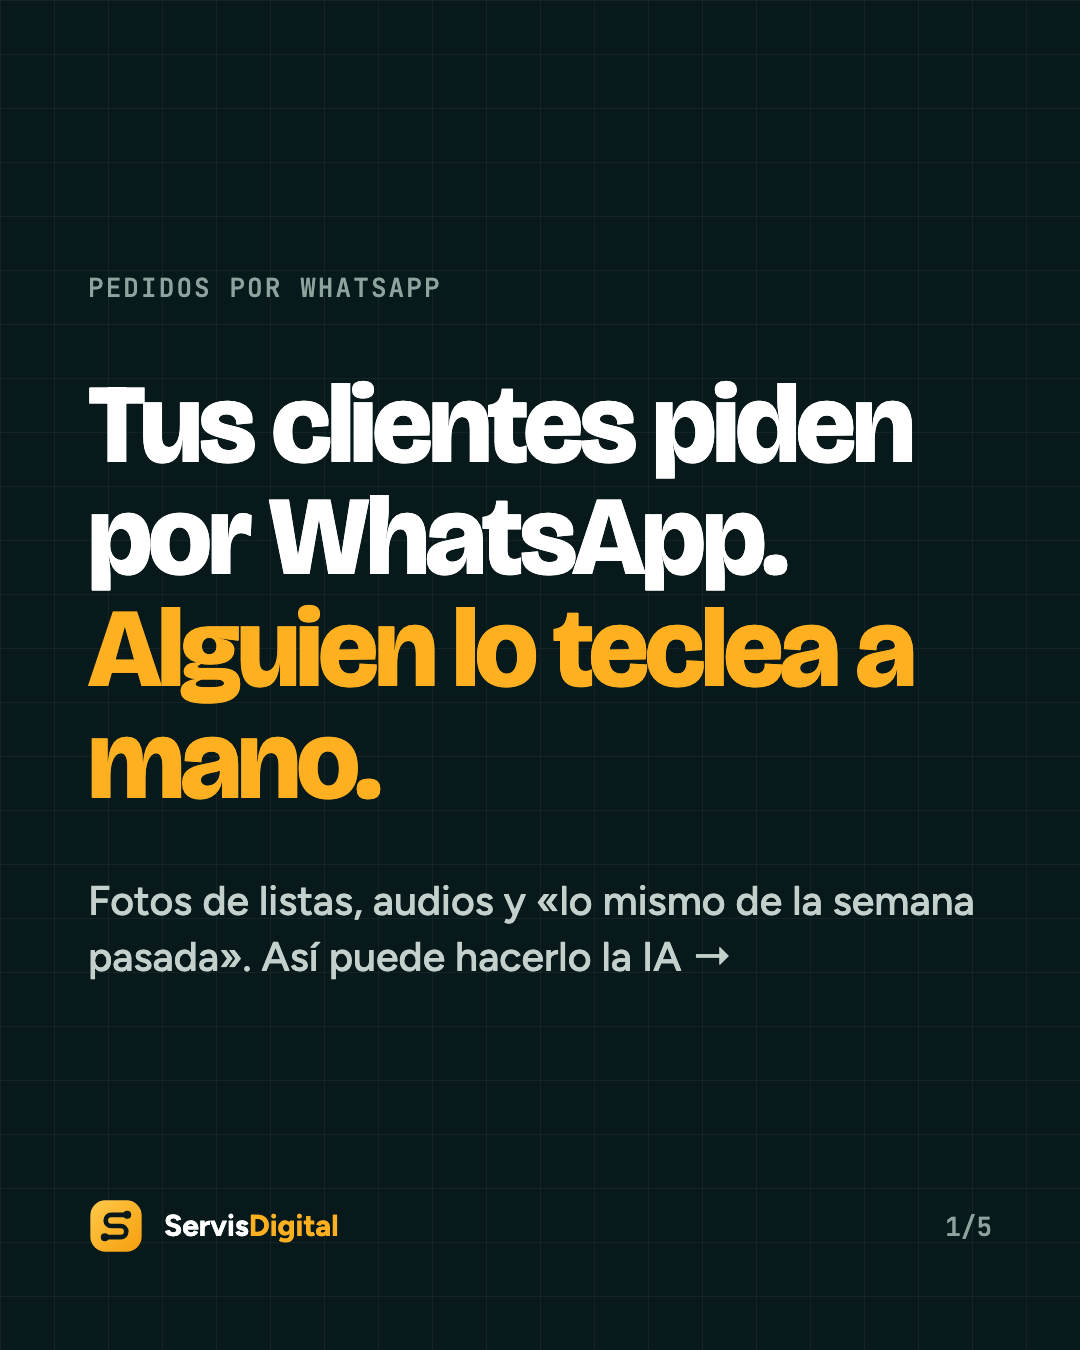 PEDIDOS POR WHATSAPP
Tus clientes piden
por WhatsApp.
Alguien lo teclea a
mano.
Fotos de listas, audios y «lo mismo de la semana
pasada». Así puede hacerlo la IA →
ServisDigital
1/5